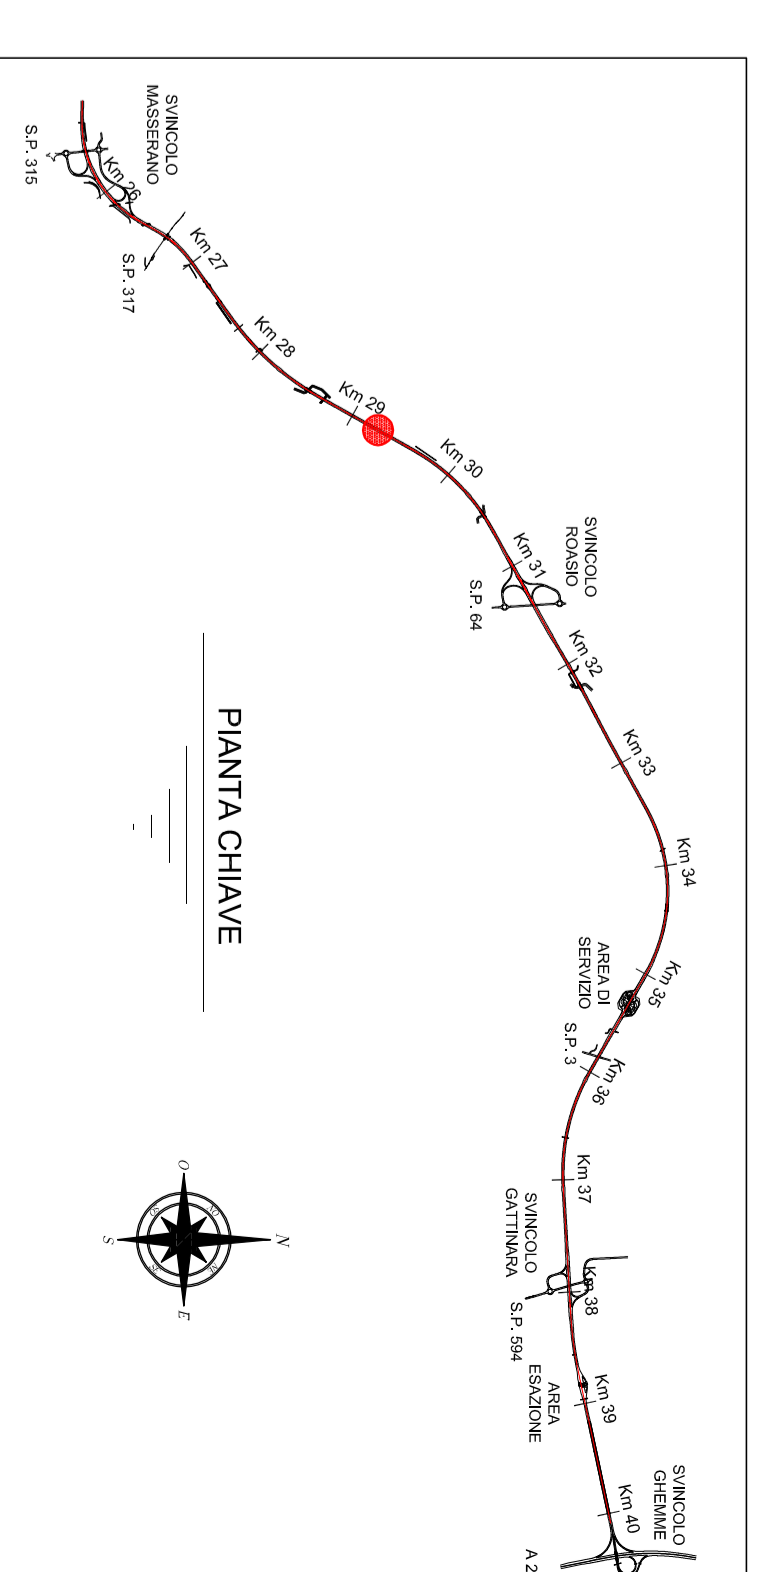 SVINCOLO
MASSERANO
S.P. 315
Km 26
S.P. 317
Km 27
Km 28
Km 29
Km 30
SVINCOLO
ROASIO
Km 31
S.P. 64
Km 32
Km 33
Km 34
Km 35
AREA DI
SERVIZIO
S.P. 3
Km 36
Km 37
SVINCOLO
GATTINARA
Km 38
S.P. 594
Km 39
AREA
ESAZIONE
Km 40
SVINCOLO
GHEMME
A 2
PIANTA CHIAVE
N
O
E
S
NO